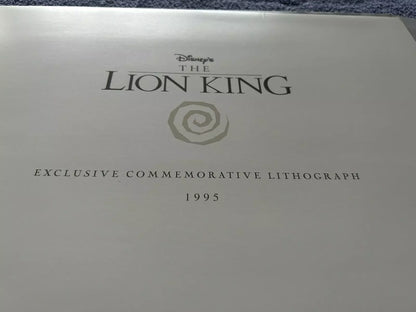 Disney's
THE
LION KING
EXCLUSIVE COMMEMORATIVE LITHOGRAPH
1995